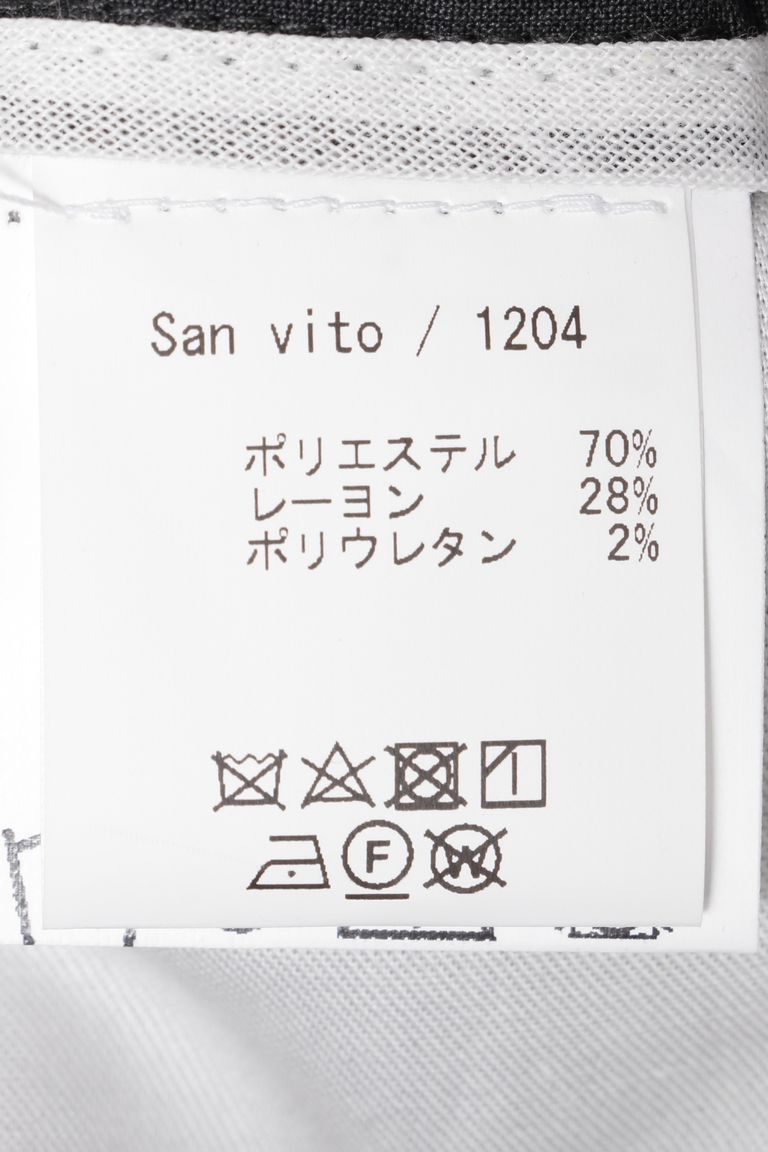 San vito / 1204
ポリエステル 70%
レーヨン 28%
ポリウレタン 2%
F
W